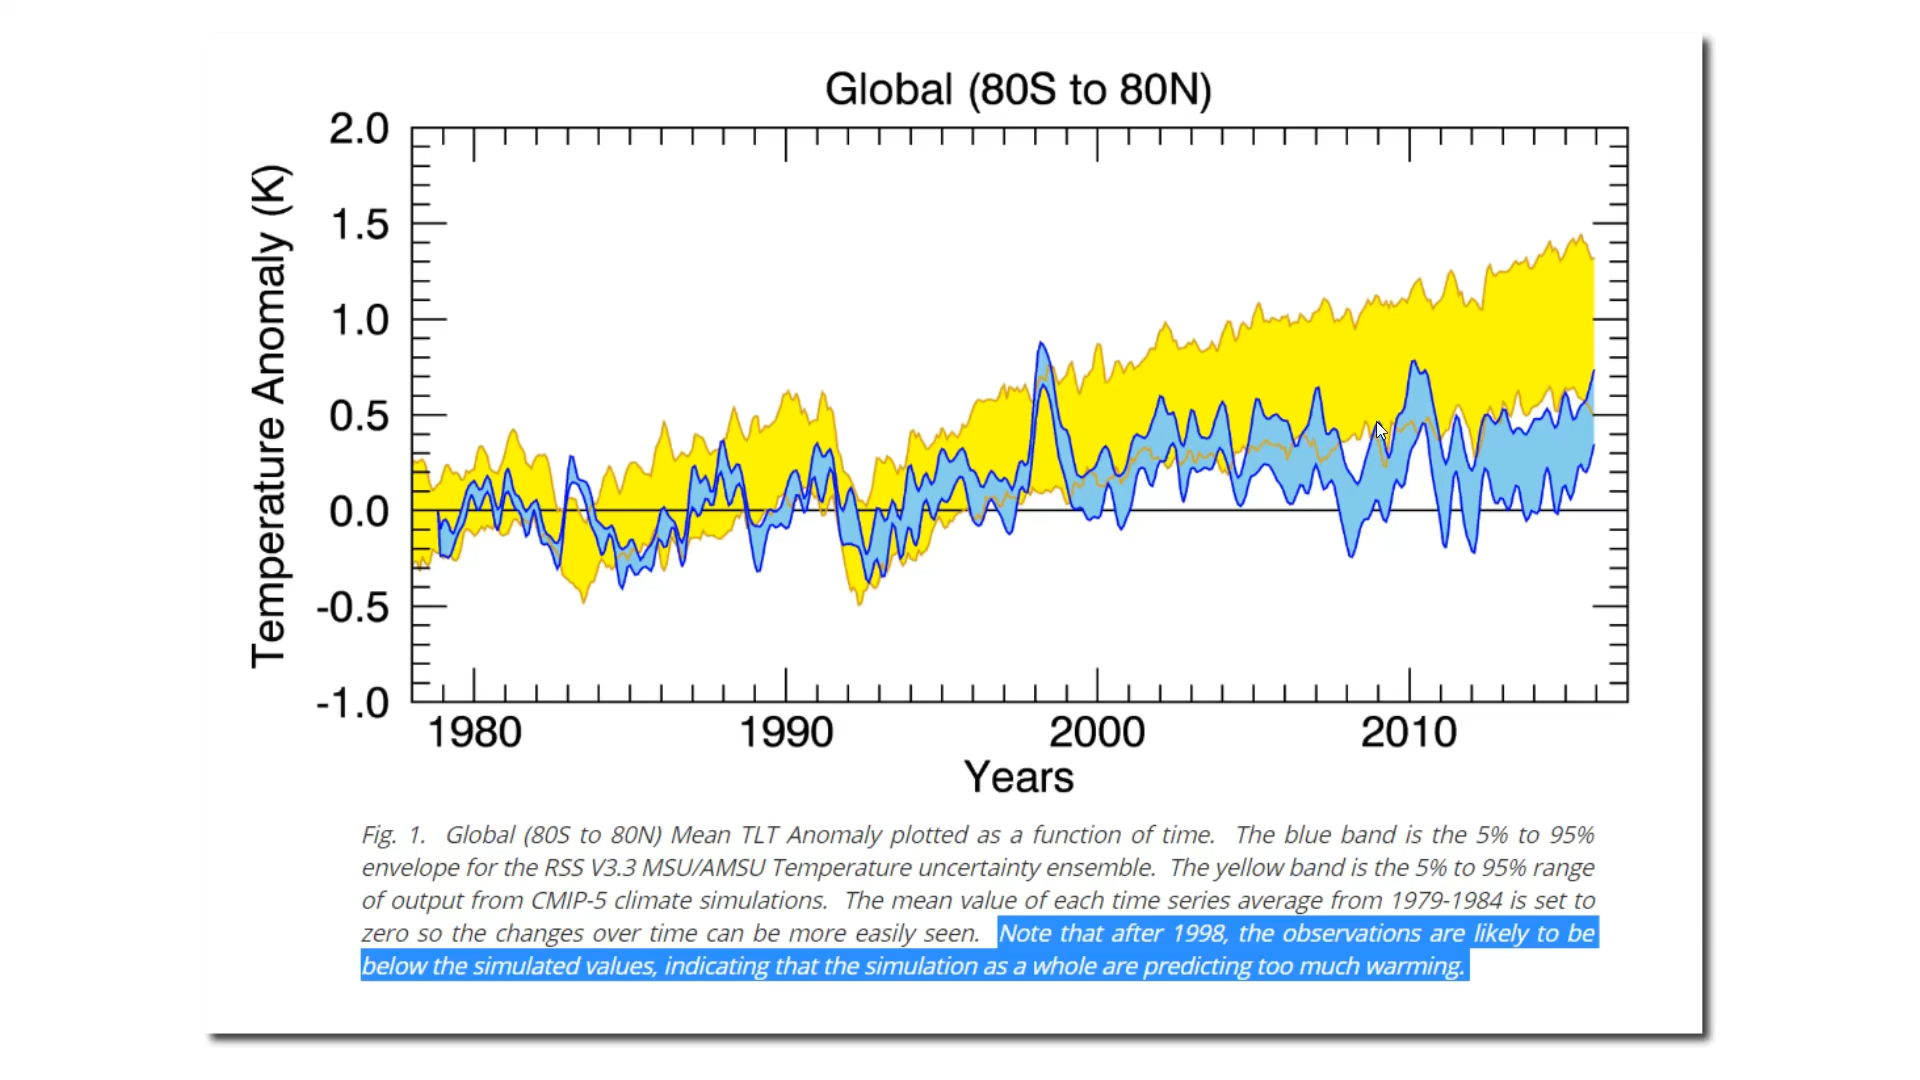 Global (80S to 80N)
2.0
1.5
1.0
0.5
0.0
-0.5
-1.0
Temperature Anomaly (K)
1980 1990 2000 2010
Years
Fig. 1. Global (80S to 80N) Mean TLT Anomaly plotted as a function of time. The blue band is the 5% to 95%
envelope for the RSS V3.3 MSU/AMSU Temperature uncertainty ensemble. The yellow band is the 5% to 95% range
of output from CMIP-5 climate simulations. The mean value of each time series average from 1979-1984 is set to
zero so the changes over time can be more easily seen. Note that after 1998, the observations are likely to be
below the simulated values, indicating that the simulation as a whole are predicting too much warming.